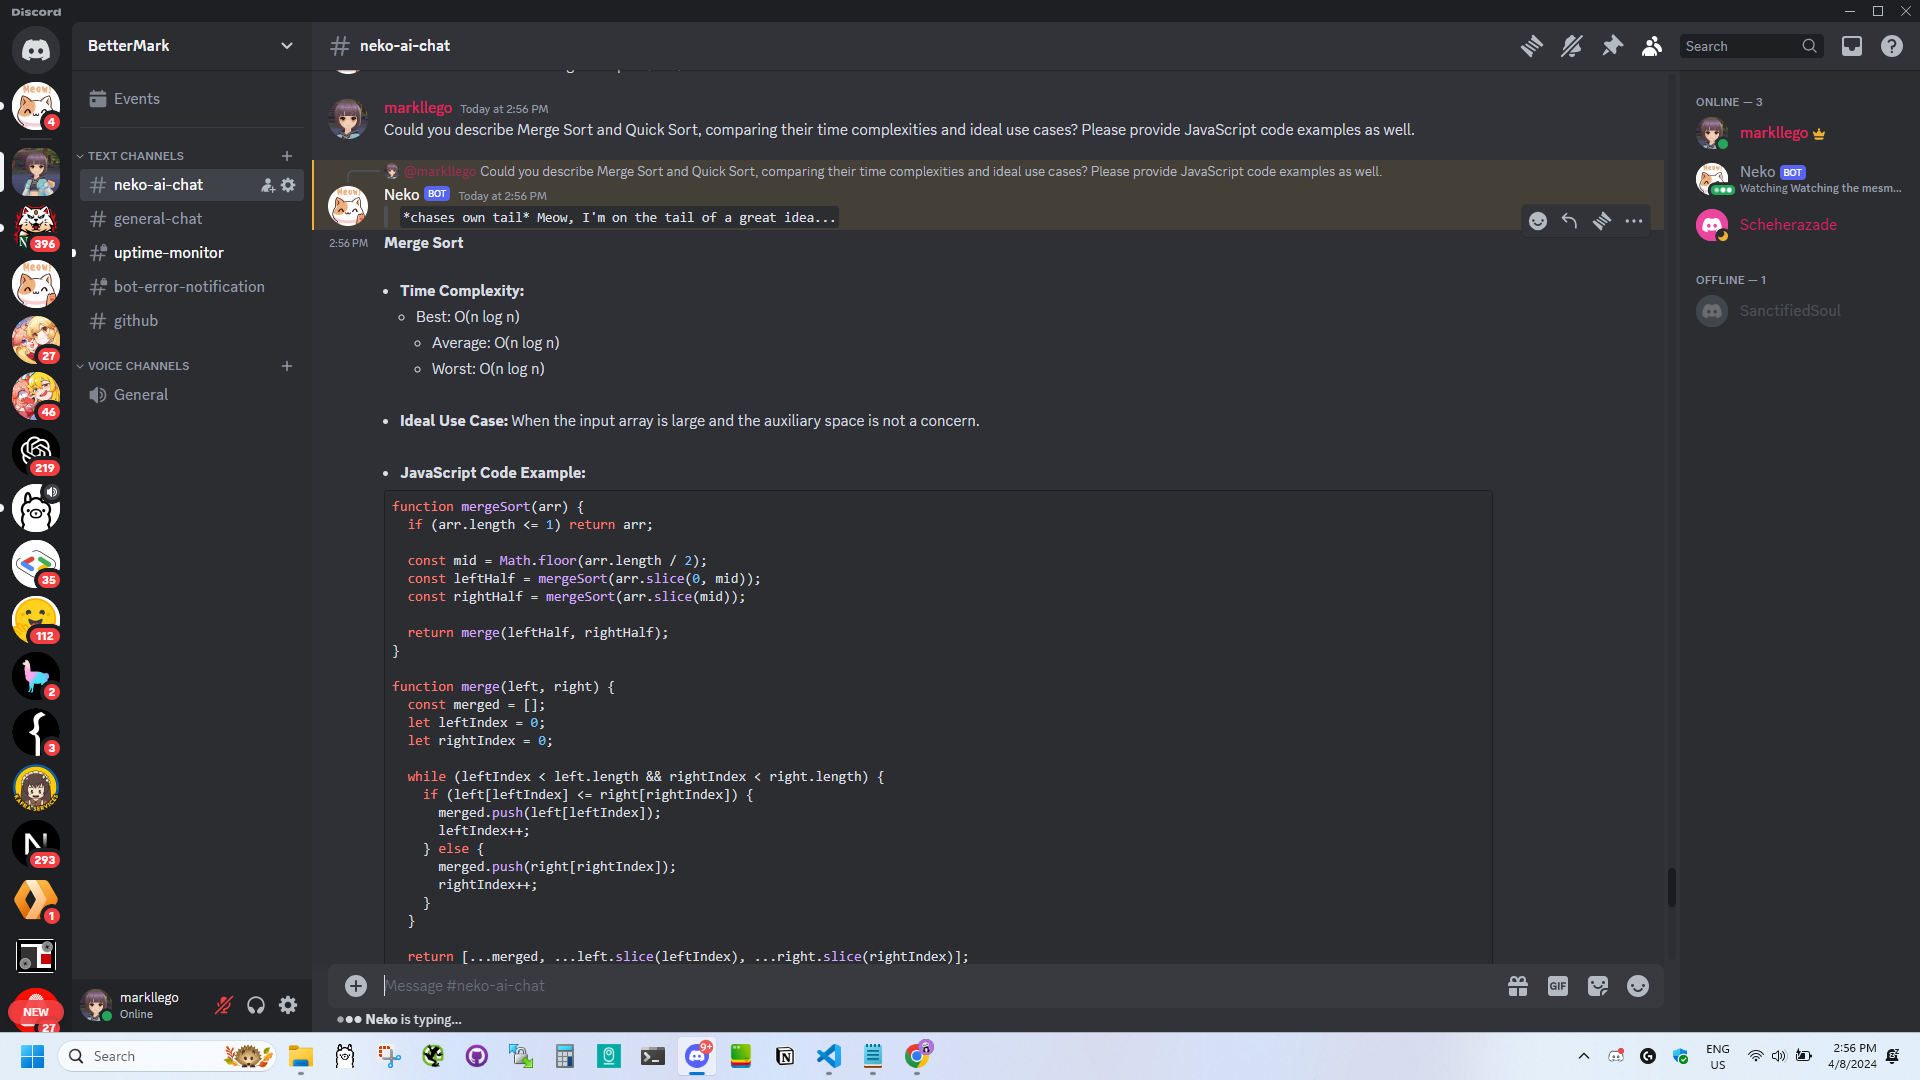 Discord
BetterMark
neko-ai-chat
Search
Events
TEXT CHANNELS
neko-ai-chat
general-chat
uptime-monitor
bot-error-notification
github
VOICE CHANNELS
General
Meow!
4
396
Meow!
27
46
219
35
112
2
3
293
1
NEW
27
markllego
Online
markllego Today at 2:56 PM
Could you describe Merge Sort and Quick Sort, comparing their time complexities and ideal use cases? Please provide JavaScript code examples as well.
@markllego Could you describe Merge Sort and Quick Sort, comparing their time complexities and ideal use cases? Please provide JavaScript code examples as well.
Neko BOT Today at 2:56 PM
*chases own tail* Meow, I'm on the tail of a great idea...
2:56 PM Merge Sort
• Time Complexity:
◦ Best: O(n log n)
◦ Average: O(n log n)
◦ Worst: O(n log n)
• Ideal Use Case: When the input array is large and the auxiliary space is not a concern.
• JavaScript Code Example:
function mergeSort(arr) {
  if (arr.length <= 1) return arr;
  const mid = Math.floor(arr.length / 2);
  const leftHalf = mergeSort(arr.slice(0, mid));
  const rightHalf = mergeSort(arr.slice(mid));
  return merge(leftHalf, rightHalf);
}
function merge(left, right) {
  const merged = [];
  let leftIndex = 0;
  let rightIndex = 0;
  while (leftIndex < left.length && rightIndex < right.length) {
    if (left[leftIndex] <= right[rightIndex]) {
      merged.push(left[leftIndex]);
      leftIndex++;
    } else {
      merged.push(right[rightIndex]);
      rightIndex++;
    }
  }
  return [...merged, ...left.slice(leftIndex), ...right.slice(rightIndex)];
Message #neko-ai-chat
GIF
Neko is typing...
ONLINE — 3
markllego
Neko BOT
Watching Watching the mesm...
Scheherazade
OFFLINE — 1
SanctifiedSoul
Search
9+
ENG
US
2:56 PM
4/8/2024